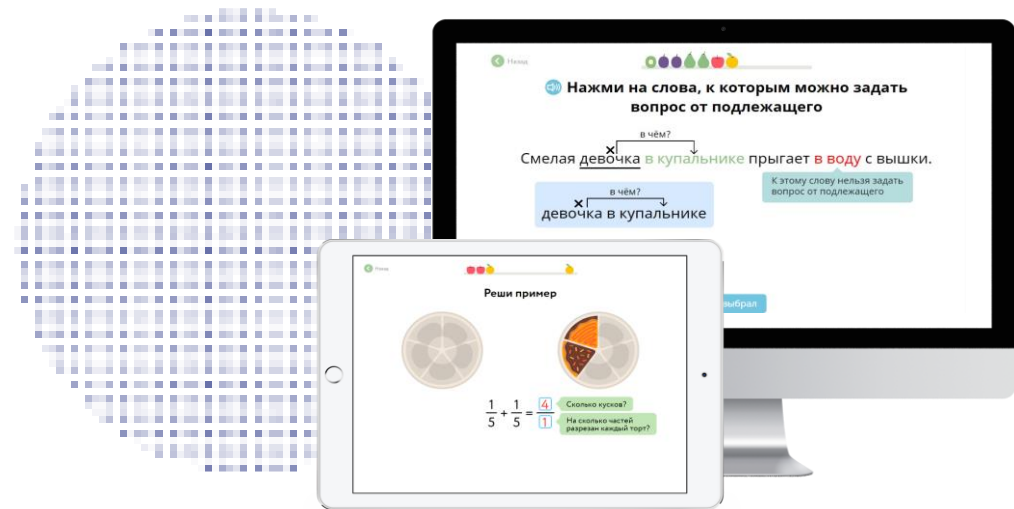 Назад
Нажми на слова, к которым можно задать
вопрос от подлежащего
в чём?
Смелая девочка в купальнике прыгает в воду с вышки.
К этому слову нельзя задать
вопрос от подлежащего
в чём?
девочка в купальнике
выбрал
Назад
Реши пример
1/5 + 1/5 = 4/1
Сколько кусков?
На сколько частей
разрезан каждый торт?